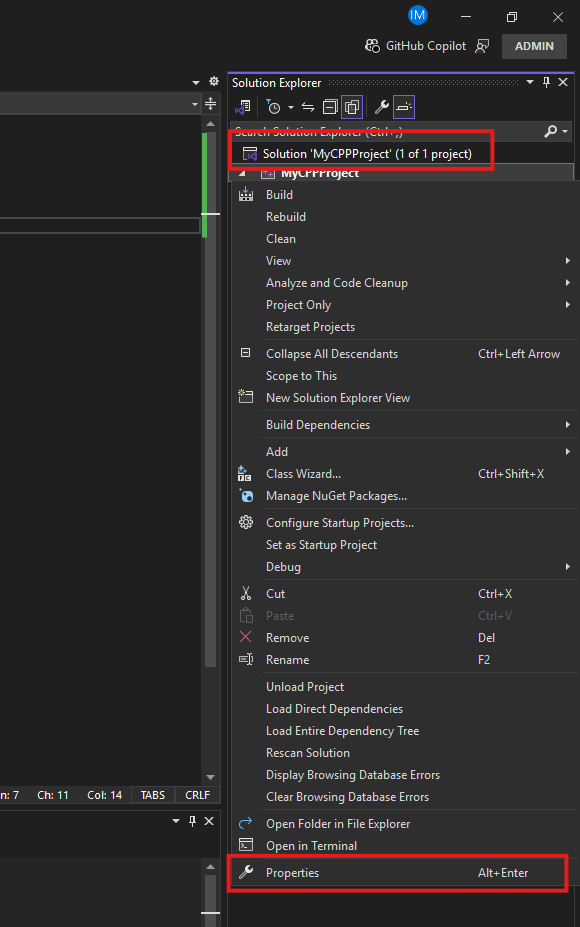 IM
GitHub Copilot
ADMIN
Solution Explorer
Search Solution Explorer (Ctrl+;)
Solution 'MyCPPProject' (1 of 1 project)
MyCPPProject
Build
Rebuild
Clean
View
Analyze and Code Cleanup
Project Only
Retarget Projects
Collapse All Descendants Ctrl+Left Arrow
Scope to This
New Solution Explorer View
Build Dependencies
Add
Class Wizard... Ctrl+Shift+X
Manage NuGet Packages...
Configure Startup Projects...
Set as Startup Project
Debug
Cut Ctrl+X
Paste Ctrl+V
Remove Del
Rename F2
Unload Project
Load Direct Dependencies
Load Entire Dependency Tree
Rescan Solution
Display Browsing Database Errors
n: 7 Ch: 11 Col: 14 TABS CRLF
Clear Browsing Database Errors
Open Folder in File Explorer
Open in Terminal
Properties Alt+Enter